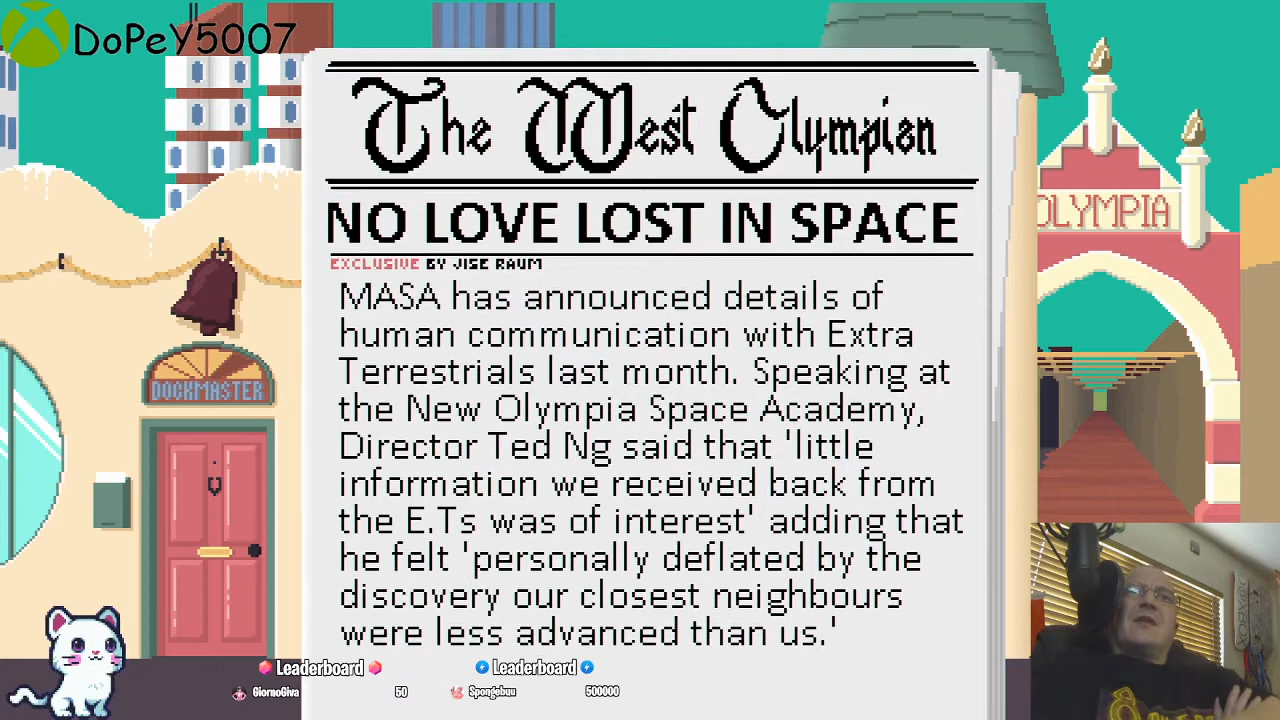 DoPeY5007
The West Olympian
NO LOVE LOST IN SPACE
EXCLUSIVE BY JISE RAUM
MASA has announced details of
human communication with Extra
Terrestrials last month. Speaking at
the New Olympia Space Academy,
Director Ted Ng said that 'little
information we received back from
the E.Ts was of interest' adding that
he felt 'personally deflated by the
discovery our closest neighbours
were less advanced than us.'
DOCKMASTER
OLYMPIA
Leaderboard
GiornoGiva 50
Leaderboard
Spongebuu 500000